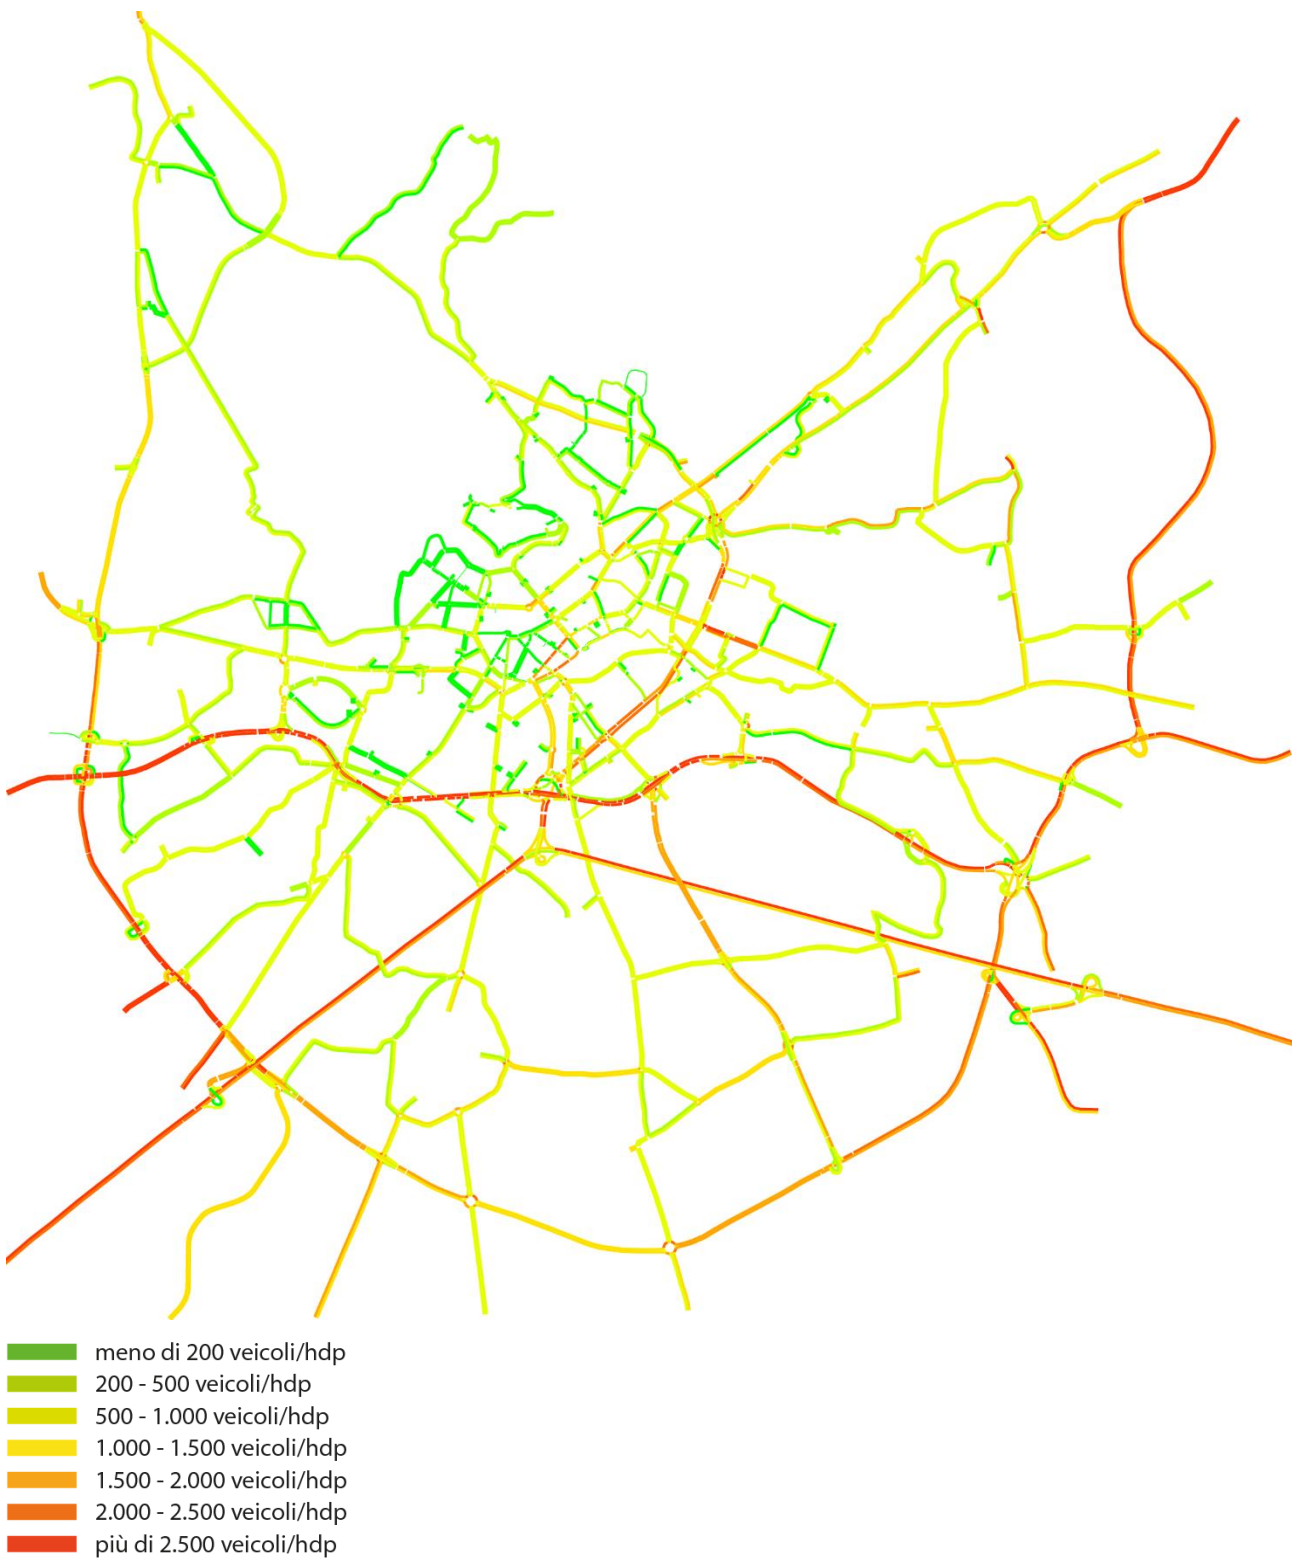 meno di 200 veicoli/hdp
200 - 500 veicoli/hdp
500 - 1.000 veicoli/hdp
1.000 - 1.500 veicoli/hdp
1.500 - 2.000 veicoli/hdp
2.000 - 2.500 veicoli/hdp
più di 2.500 veicoli/hdp